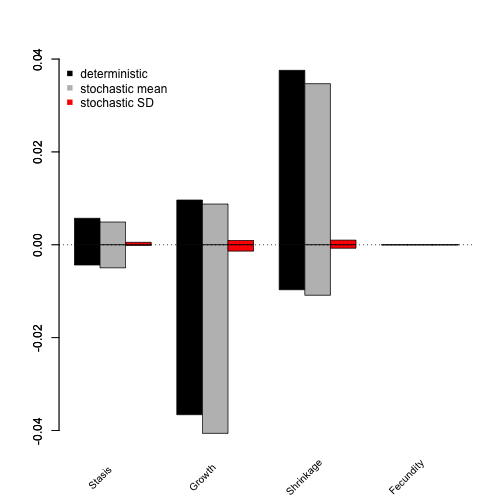 0.04
deterministic
stochastic mean
stochastic SD
0.02
0.00
-0.02
-0.04
Stasis
Growth
Shrinkage
Fecundity